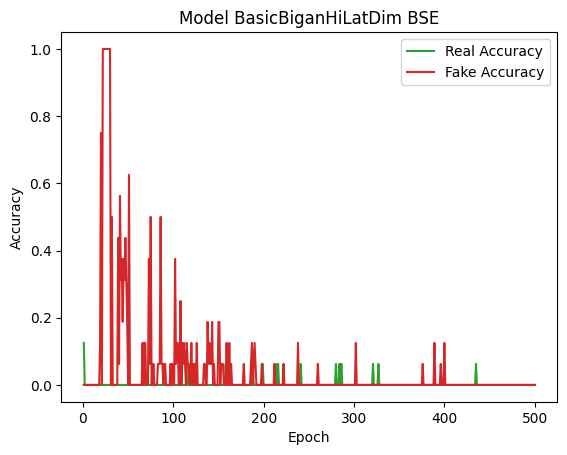 Model BasicBiganHiLatDim BSE
Real Accuracy
Fake Accuracy
Accuracy
1.0
0.8
0.6
0.4
0.2
0.0
0 100 200 300 400 500
Epoch